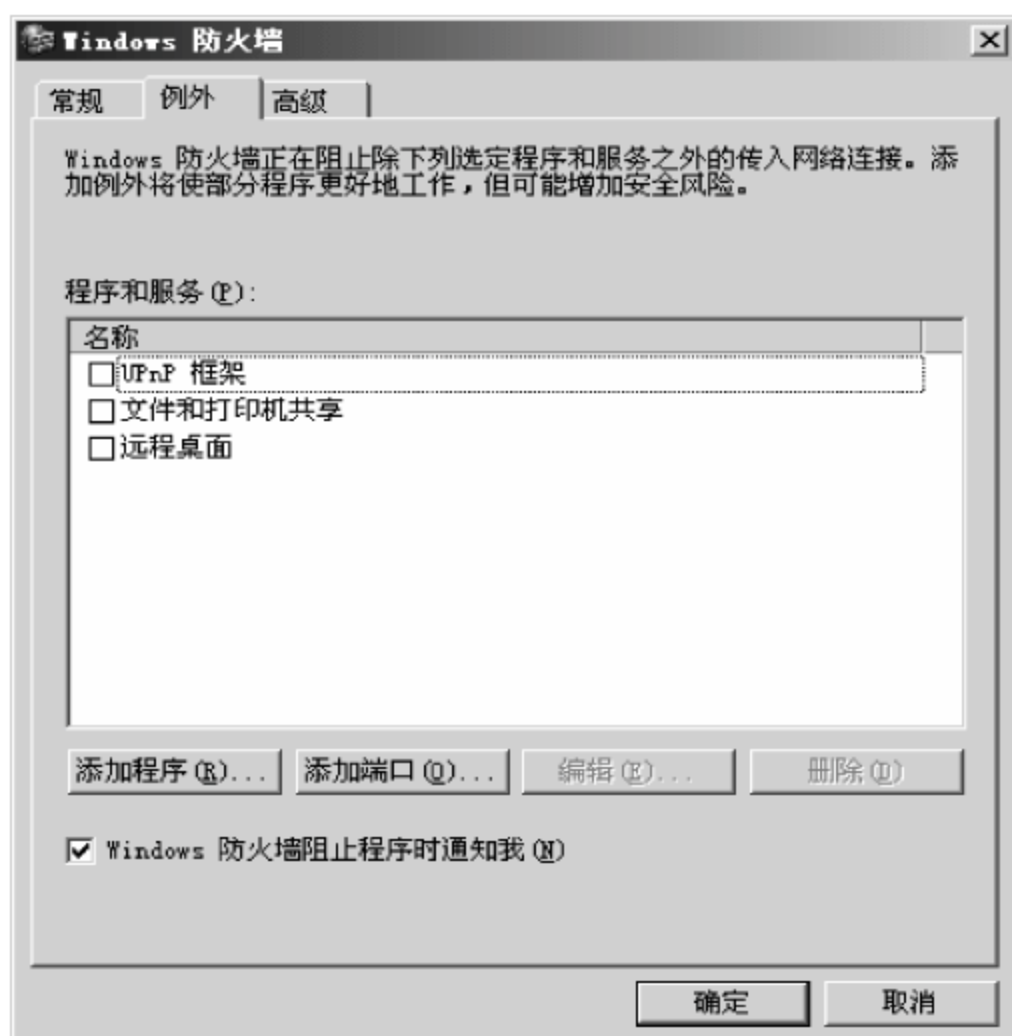 Windows 防火墙
常规 例外 高级
Windows 防火墙正在阻止除下列选定程序和服务之外的传入网络连接。添
加例外将使部分程序更好地工作，但可能增加安全风险。
程序和服务(P):
名称
UPnP 框架
文件和打印机共享
远程桌面
添加程序(R)... 添加端口(O)... 编辑(E)... 删除(D)
Windows 防火墙阻止程序时通知我(N)
确定 取消